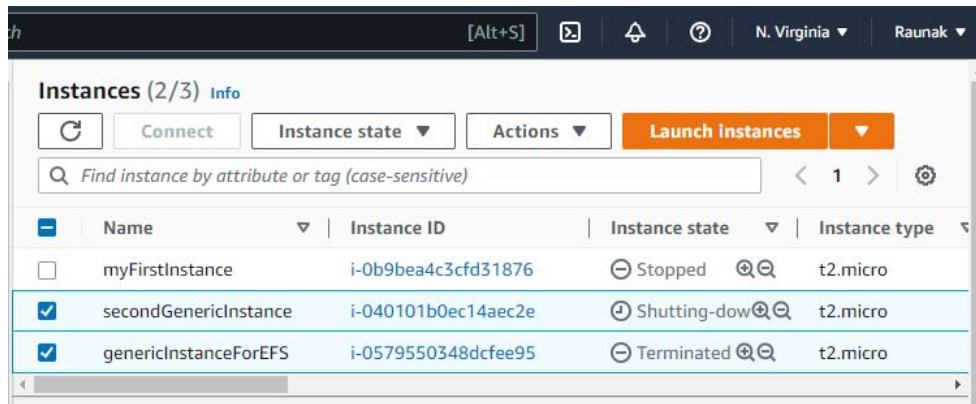 [Alt+S] N. Virginia Raunak
Instances (2/3) Info
Connect Instance state Actions Launch instances
Find instance by attribute or tag (case-sensitive) 1
Name Instance ID Instance state Instance type
myFirstInstance i-0b9bea4c3cfd31876 Stopped t2.micro
secondGenericInstance i-040101b0ec14aec2e Shutting-dow t2.micro
genericInstanceForEFS i-0579550348dcfee95 Terminated t2.micro